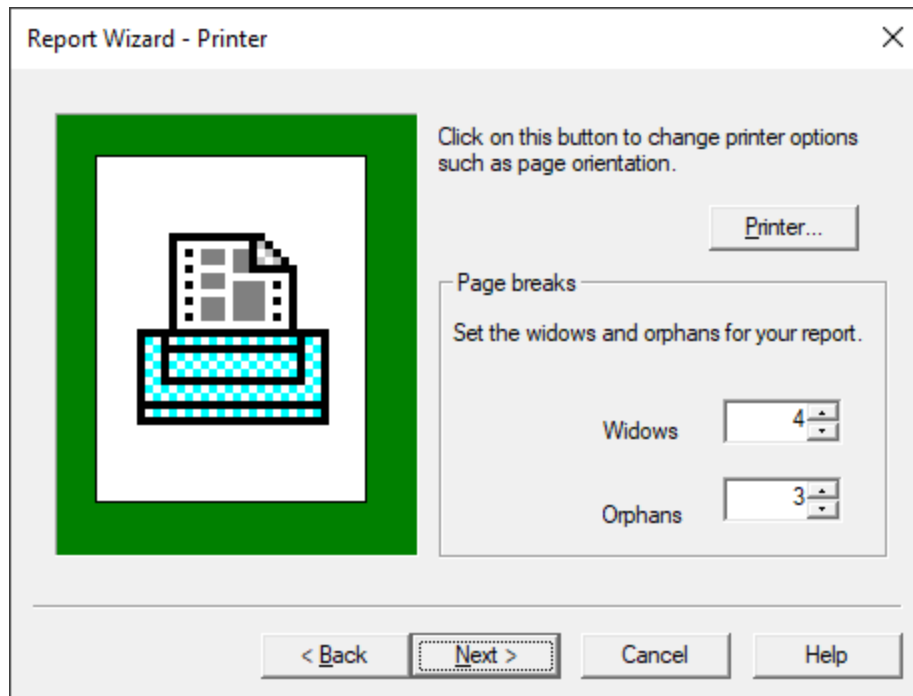 Report Wizard - Printer
Click on this button to change printer options
such as page orientation.
Printer...
Page breaks
Set the widows and orphans for your report.
Widows 4
Orphans 3
< Back Next > Cancel Help